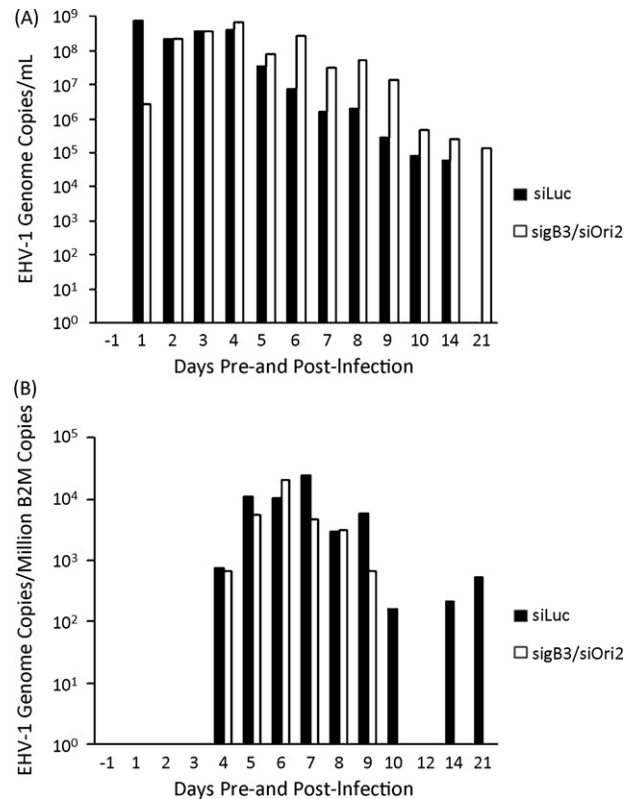 (A)
EHV-1 Genome Copies/mL
10⁹
10⁸
10⁷
10⁶
10⁵
10⁴
10³
10²
10¹
10⁰
-1 1 2 3 4 5 6 7 8 9 10 14 21
Days Pre-and Post-Infection
siLuc
sigB3/siOri2
(B)
EHV-1 Genome Copies/Million B2M Copies
10⁵
10⁴
10³
10²
10¹
10⁰
-1 1 2 3 4 5 6 7 8 9 10 12 14 21
Days Pre-and Post-Infection
siLuc
sigB3/siOri2